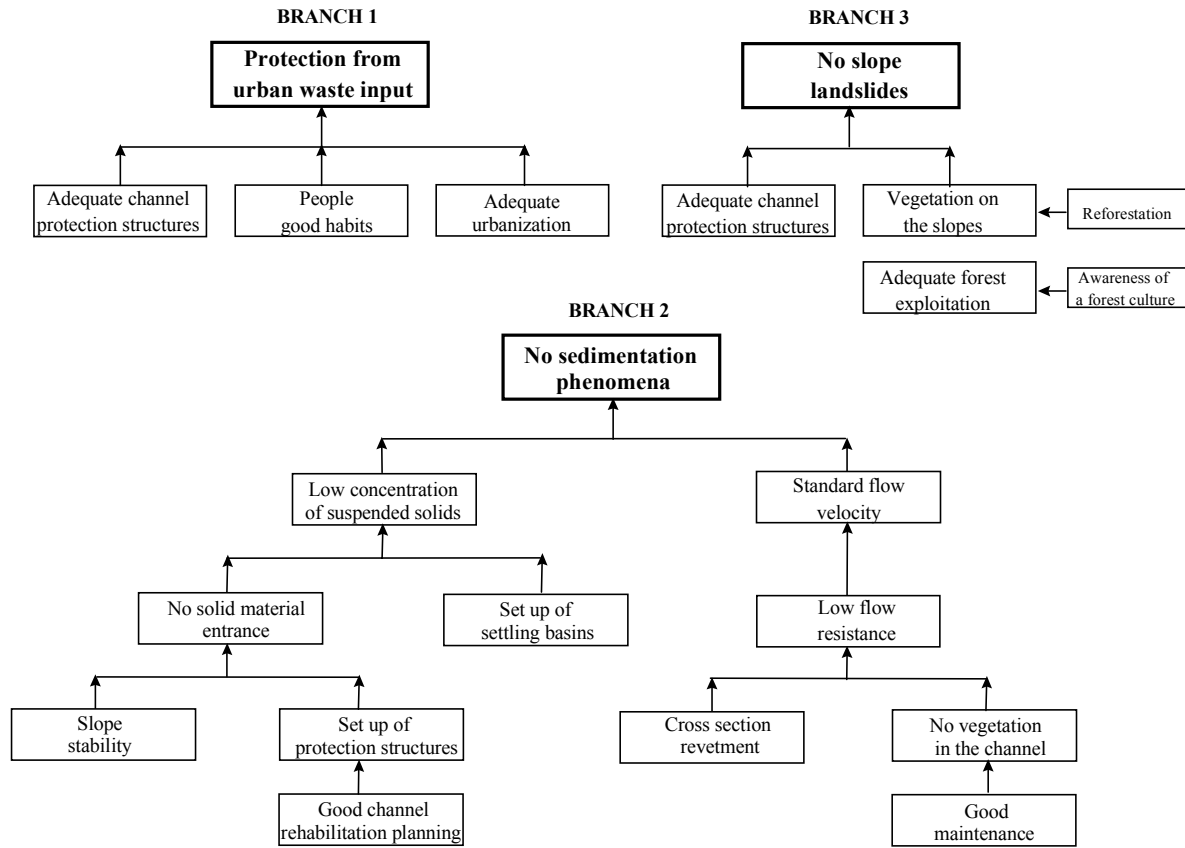 BRANCH 1
Protection from
urban waste input
Adequate channel
protection structures
People
good habits
Adequate
urbanization
BRANCH 3
No slope
landslides
Adequate channel
protection structures
Vegetation on
the slopes
Reforestation
Adequate forest
exploitation
Awareness of
a forest culture
BRANCH 2
No sedimentation
phenomena
Low concentration
of suspended solids
Standard flow
velocity
No solid material
entrance
Set up of
settling basins
Low flow
resistance
Slope
stability
Set up of
protection structures
Cross section
revetment
No vegetation
in the channel
Good channel
rehabilitation planning
Good
maintenance